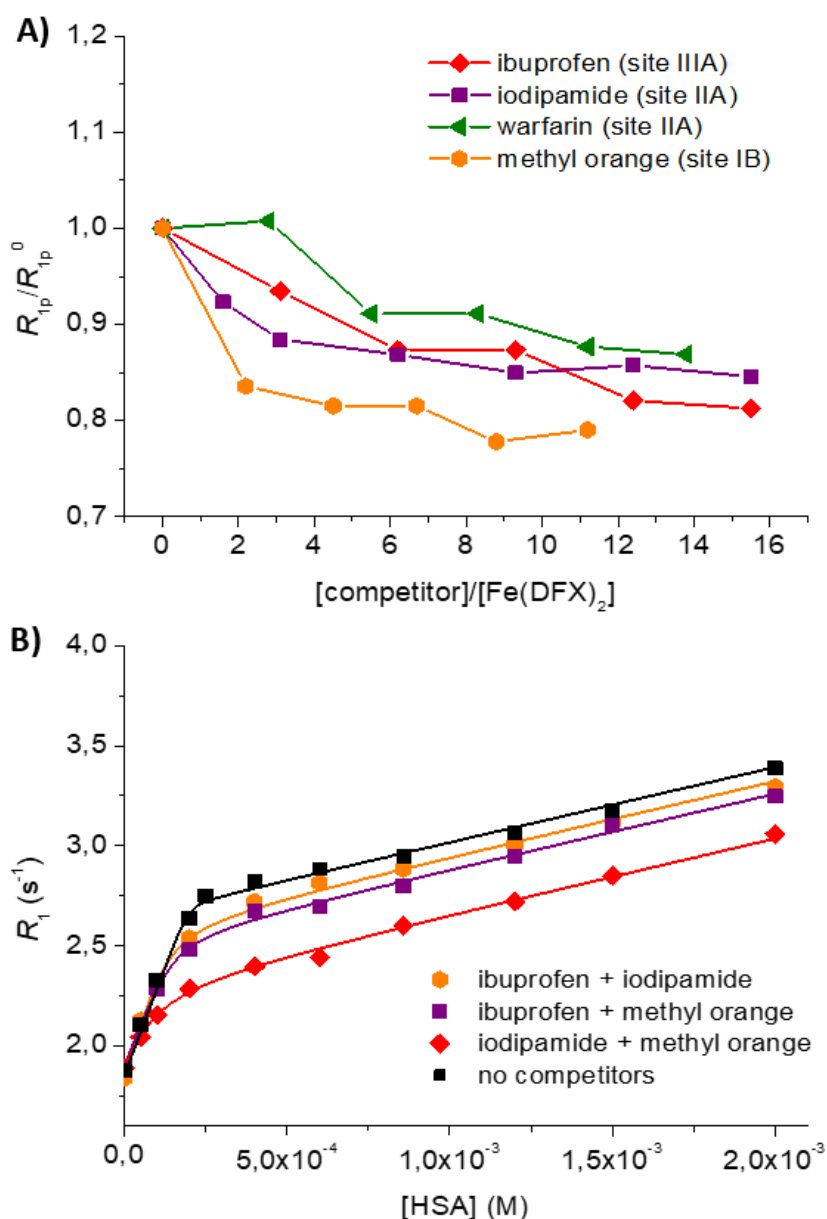 A)
1,2
1,1
1,0
0,9
0,8
0,7
R1p/R1p⁰
ibuprofen (site IIIA)
iodipamide (site IIA)
warfarin (site IIA)
methyl orange (site IB)
0 2 4 6 8 10 12 14 16
[competitor]/[Fe(DFX)₂]
B)
4,0
3,5
3,0
2,5
2,0
R₁ (s⁻¹)
ibuprofen + iodipamide
ibuprofen + methyl orange
iodipamide + methyl orange
no competitors
0,0 5,0x10⁻⁴ 1,0x10⁻³ 1,5x10⁻³ 2,0x10⁻³
[HSA] (M)